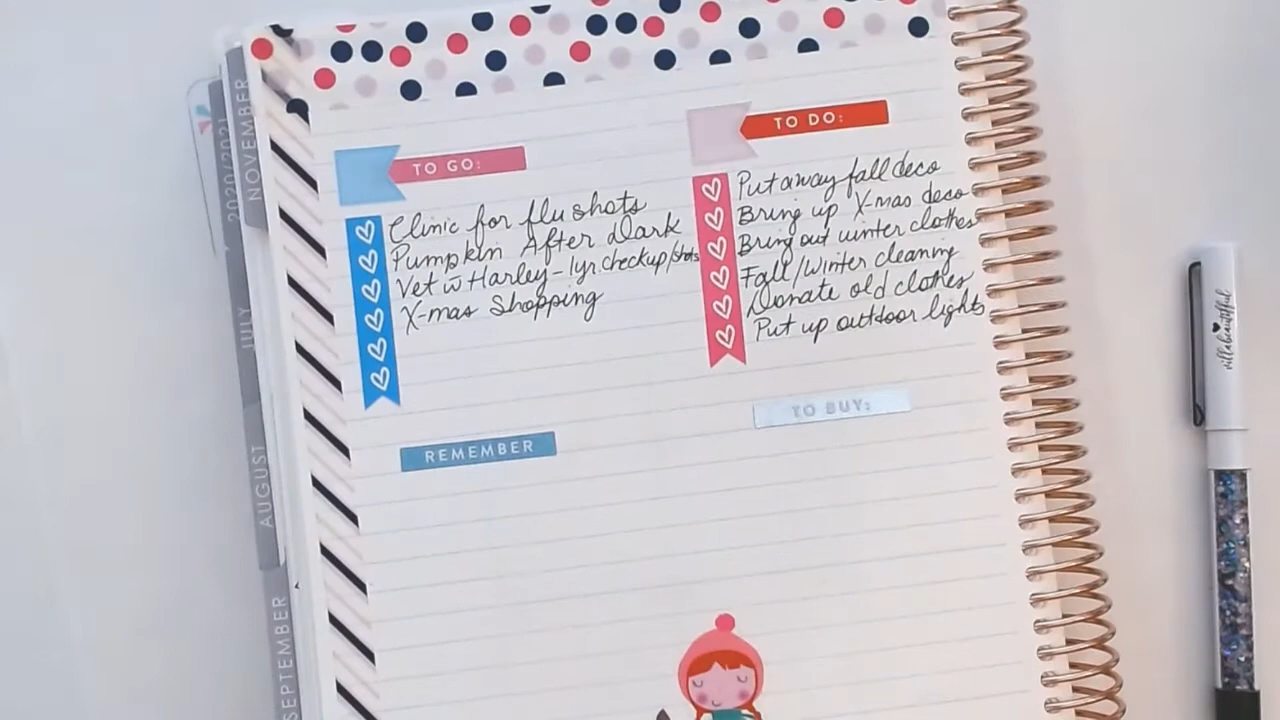 TO GO:
Clinic for flu shots
Pumpkin After Dark
Vet w Harley - 1yr. checkup/shots
X-mas Shopping
TO DO:
Put away fall deco
Bring up X-mas deco
Bring out winter clothes
Fall/Winter cleaning
Donate old clothes
Put up outdoor lights
REMEMBER
TO BUY:
2020/2021
NOVEMBER
JULY
AUGUST
SEPTEMBER
villabeautifful